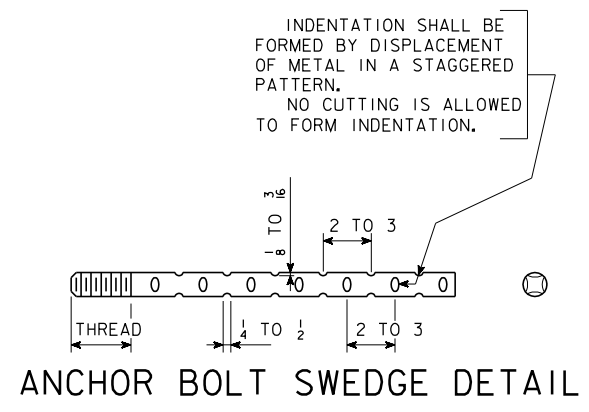 INDENTATION SHALL BE
FORMED BY DISPLACEMENT
OF METAL IN A STAGGERED
PATTERN.
NO CUTTING IS ALLOWED
TO FORM INDENTATION.
1/8 TO 3/16
2 TO 3
THREAD
1/4 TO 1/2
2 TO 3
ANCHOR BOLT SWEDGE DETAIL